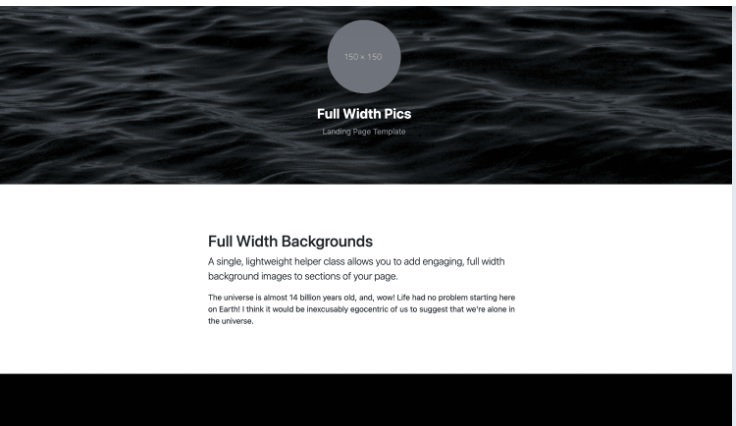 150 × 150
Full Width Pics
Landing Page Template
Full Width Backgrounds
A single, lightweight helper class allows you to add engaging, full width
background images to sections of your page.
The universe is almost 14 billion years old, and, wow! Life had no problem starting here
on Earth! I think it would be inexcusably egocentric of us to suggest that we're alone in
the universe.